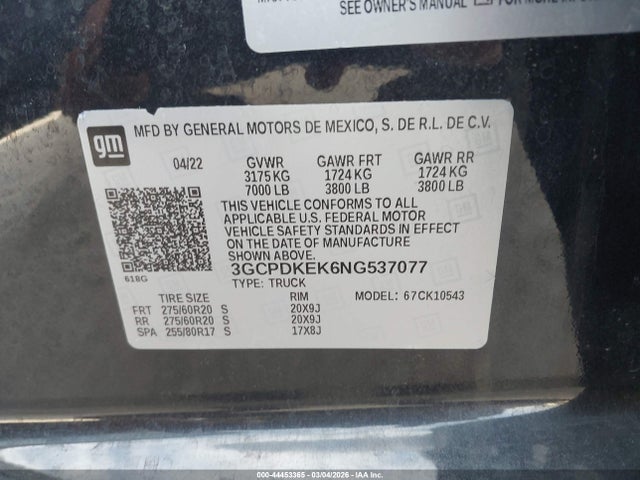 SEE OWNER'S MANUAL FOR MORE
gm
MFD BY GENERAL MOTORS DE MEXICO, S. DE R.L. DE C.V.
04/22 GVWR GAWR FRT GAWR RR
3175 KG 1724 KG 1724 KG
7000 LB 3800 LB 3800 LB
THIS VEHICLE CONFORMS TO ALL
APPLICABLE U.S. FEDERAL MOTOR
VEHICLE SAFETY STANDARDS IN EFFECT
ON THE DATE OF MANUFACTURE
SHOWN ABOVE.
618G
3GCPDKEK6NG537077
TYPE: TRUCK
TIRE SIZE RIM MODEL: 67CK10543
FRT 275/60R20 S 20X9J
RR 275/60R20 S 20X9J
SPA 255/80R17 S 17X8J
000-44453365 - 03/04/2026 - IAA, Inc.